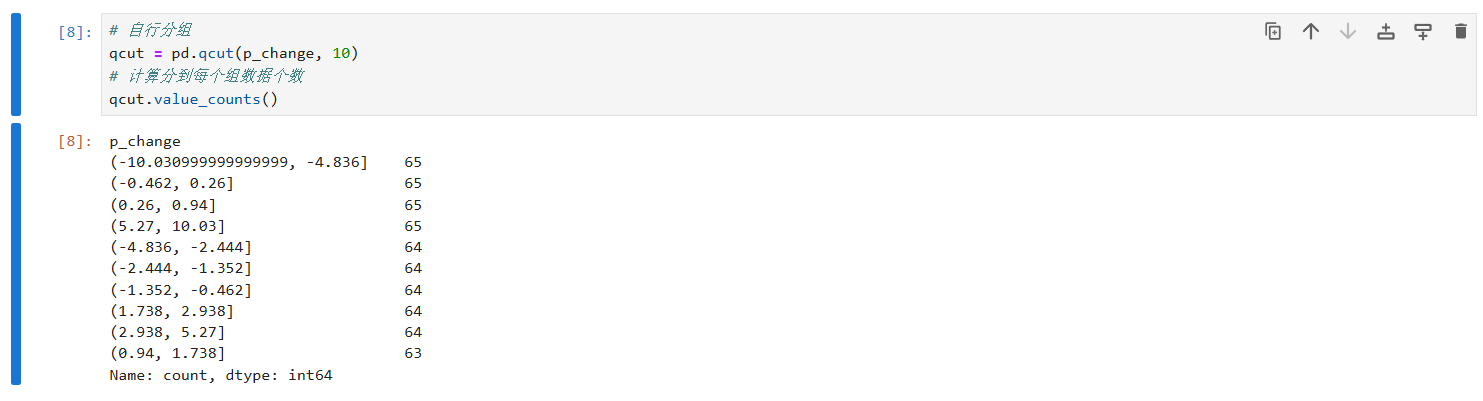 [8]:
# 自行分组
qcut = pd.qcut(p_change, 10)
# 计算分到每个组数据个数
qcut.value_counts()
[8]:
p_change
(-10.030999999999999, -4.836]    65
(-0.462, 0.26]                   65
(0.26, 0.94]                     65
(5.27, 10.03]                    65
(-4.836, -2.444]                 64
(-2.444, -1.352]                 64
(-1.352, -0.462]                 64
(1.738, 2.938]                   64
(2.938, 5.27]                    64
(0.94, 1.738]                    63
Name: count, dtype: int64